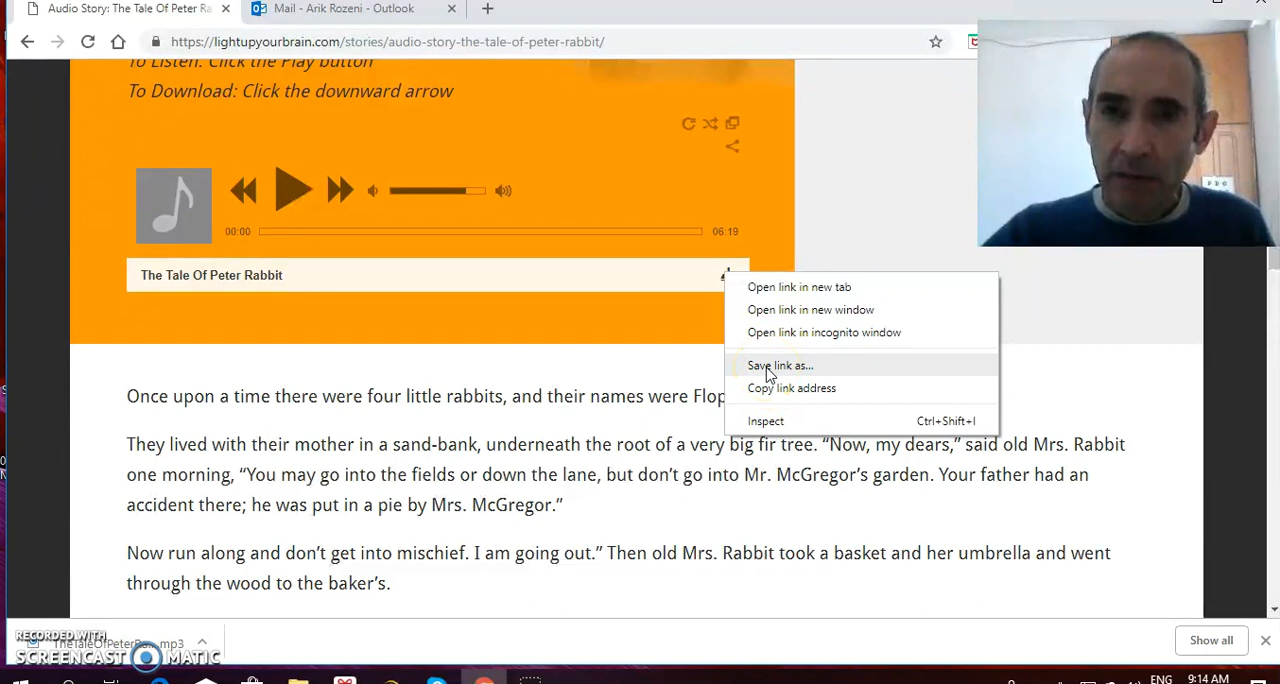 Audio Story: The Tale Of Peter Ra
Mail - Arik Rozeni - Outlook
https://lightupyourbrain.com/stories/audio-story-the-tale-of-peter-rabbit/
To Listen: Click the Play button
To Download: Click the downward arrow
00:00
06:19
The Tale Of Peter Rabbit
Open link in new tab
Open link in new window
Open link in incognito window
Save link as...
Copy link address
Inspect Ctrl+Shift+I
Once upon a time there were four little rabbits, and their names were Flop
They lived with their mother in a sand-bank, underneath the root of a very big fir tree. “Now, my dears,” said old Mrs. Rabbit
one morning, “You may go into the fields or down the lane, but don’t go into Mr. McGregor’s garden. Your father had an
accident there; he was put in a pie by Mrs. McGregor.”
Now run along and don’t get into mischief. I am going out.” Then old Mrs. Rabbit took a basket and her umbrella and went
through the wood to the baker’s.
TheTaleOfPeterRa....mp3
Show all
RECORDED WITH
SCREENCAST MATIC
ENG
9:14 AM